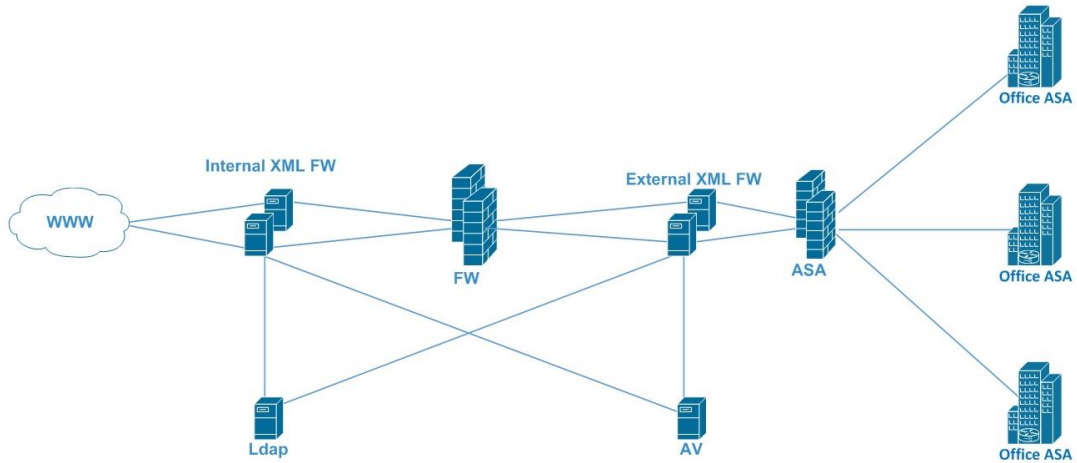 Office ASA
Internal XML FW
External XML FW
WWW
FW
ASA
Office ASA
Ldap
AV
Office ASA